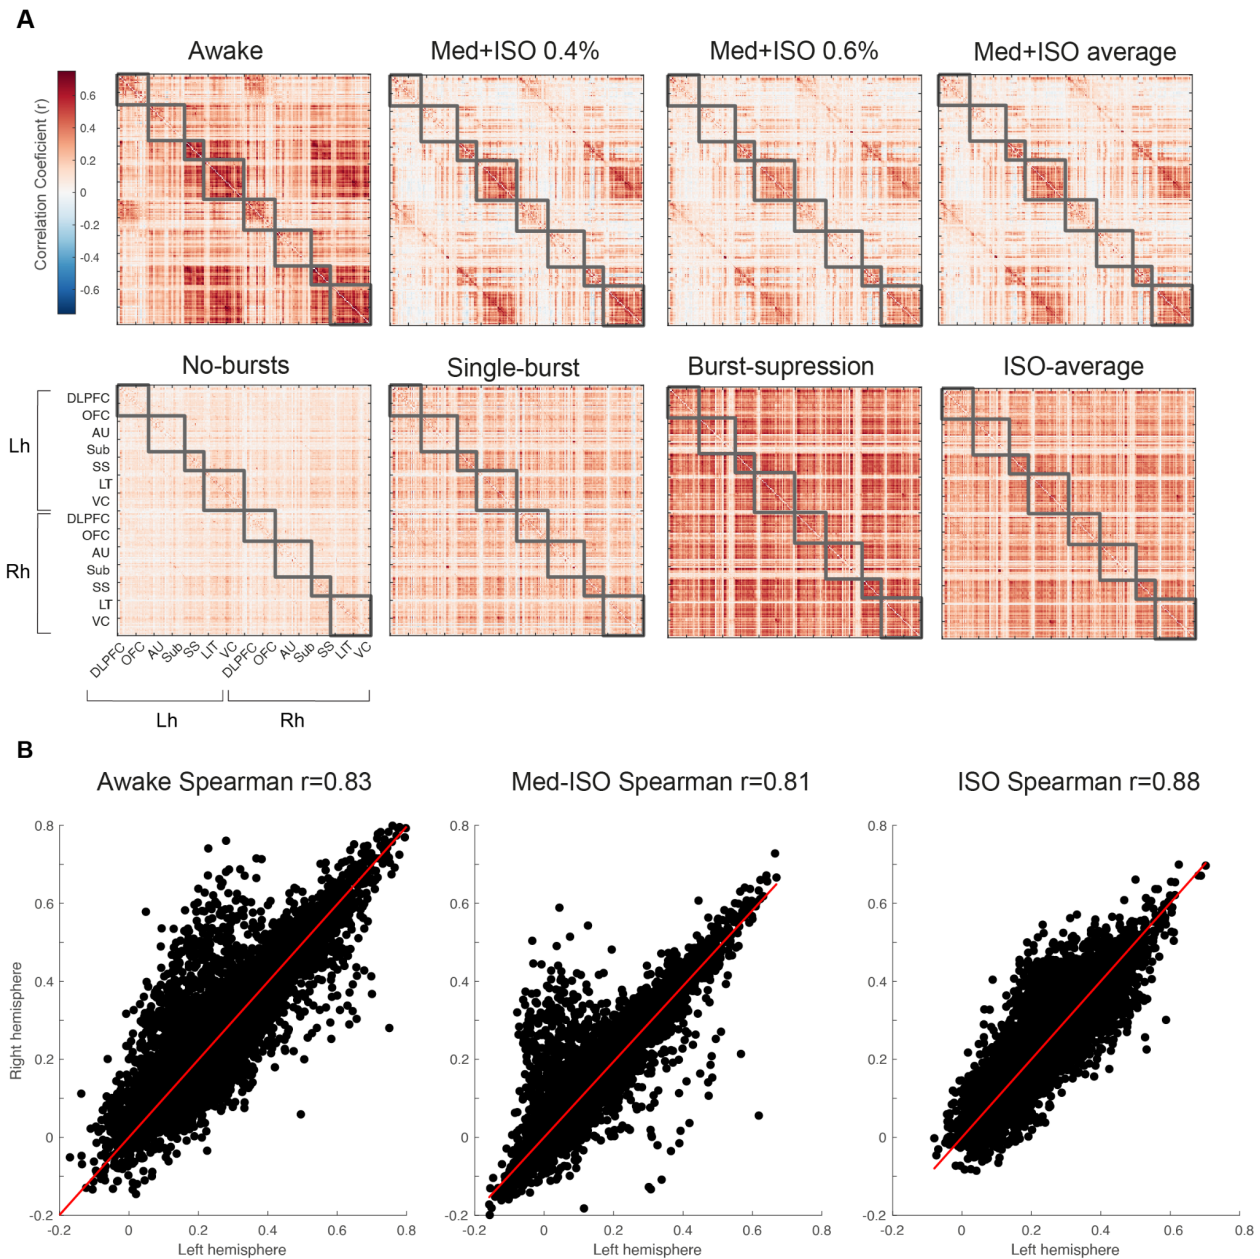 A
Awake
Med+ISO 0.4%
Med+ISO 0.6%
Med+ISO average
Correlation Coeficient (r)
0.6
0.4
0.2
0
-0.2
-0.4
-0.6
No-bursts
Single-burst
Burst-supression
ISO-average
Lh
DLPFC
OFC
AU
Sub
SS
LT
VC
Rh
DLPFC
OFC
AU
Sub
SS
LT
VC
DLPFC OFC AU Sub SS LIT VC DLPFC OFC AU Sub SS LIT VC
Lh Rh
B
Awake Spearman r=0.83
Med-ISO Spearman r=0.81
ISO Spearman r=0.88
Right hemisphere
0.8
0.6
0.4
0.2
0
-0.2
-0.2 0 0.2 0.4 0.6 0.8
Left hemisphere
0.8
0.6
0.4
0.2
0
-0.2
-0.2 0 0.2 0.4 0.6 0.8
Left hemisphere
0.8
0.6
0.4
0.2
0
-0.2
-0.2 0 0.2 0.4 0.6 0.8
Left hemisphere